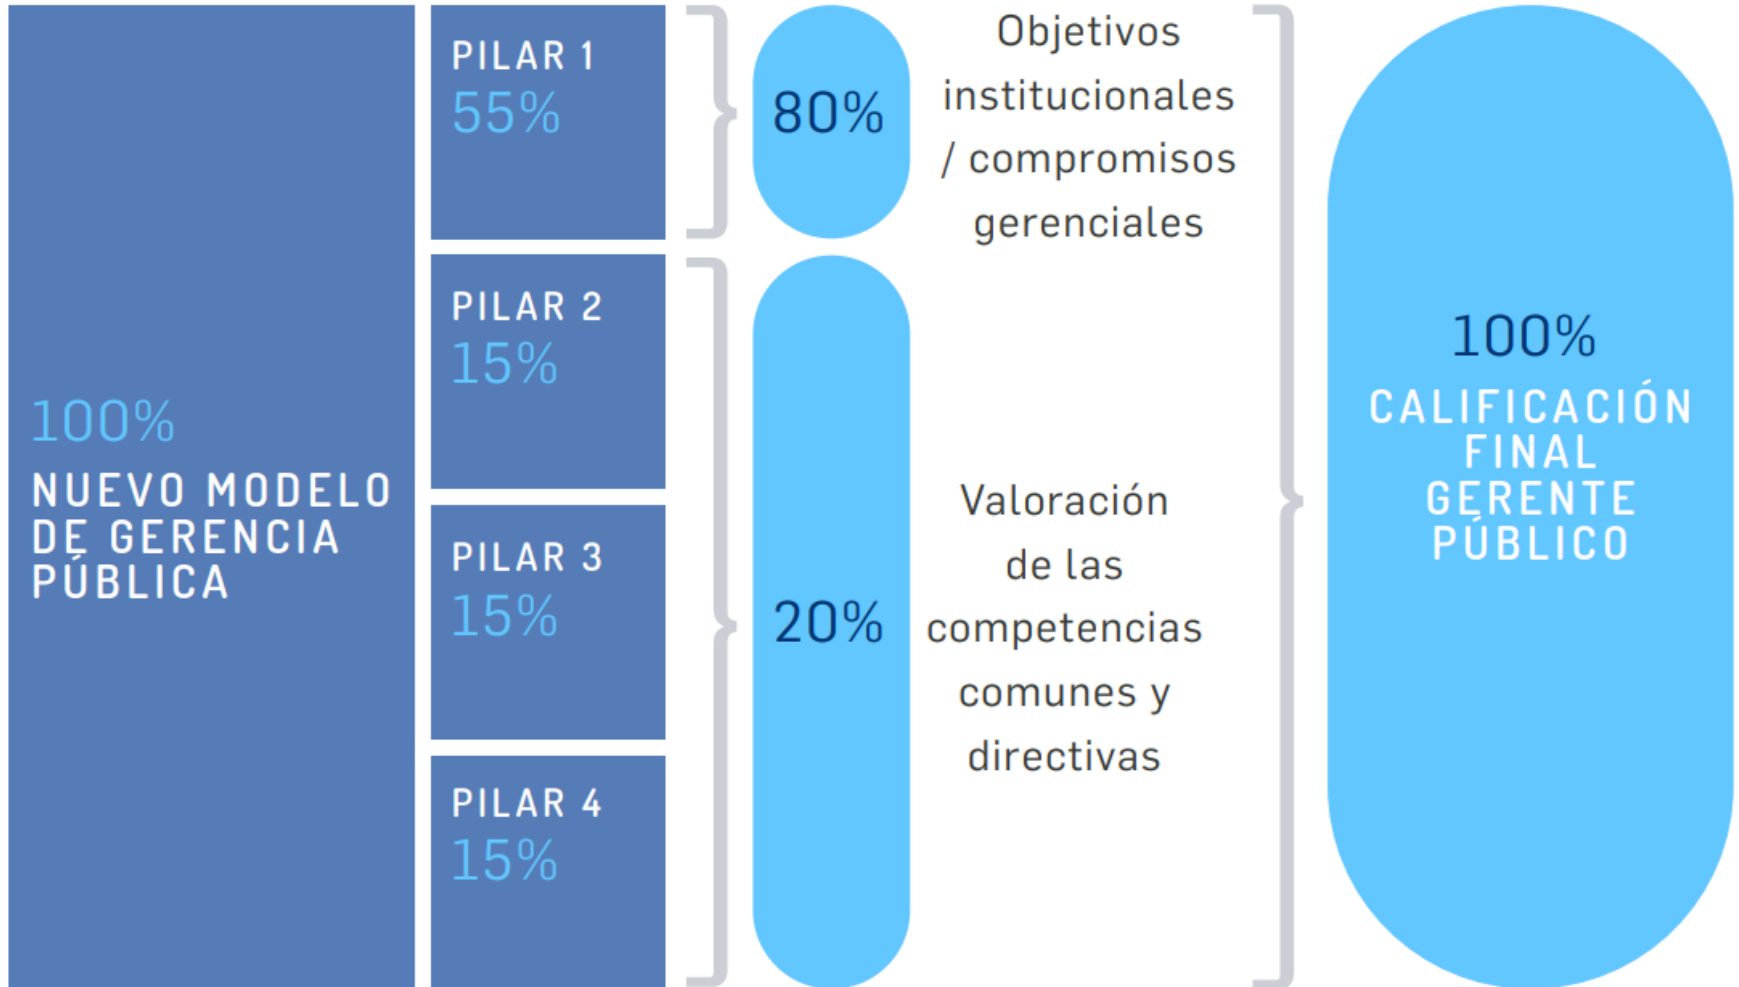 100%
NUEVO MODELO
DE GERENCIA
PÚBLICA
PILAR 1
55%
PILAR 2
15%
PILAR 3
15%
PILAR 4
15%
80%
Objetivos
institucionales
/ compromisos
gerenciales
20%
Valoración
de las
competencias
comunes y
directivas
100%
CALIFICACIÓN
FINAL
GERENTE
PÚBLICO